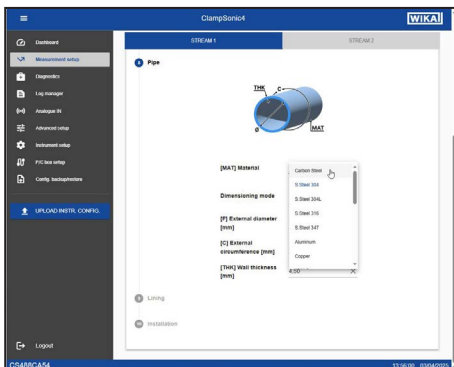 ClampSonic4
WIKA
Dashboard
STREAM 1
STREAM 2
Measurement setup
Pipe
Diagnostics
Log manager
Analogue IN
Advanced setup
Instrument setup
P/C box setup
Config. backup/restore
UPLOAD INSTR. CONFIG.
THK
C
Ø
MAT
[MAT] Material
Carbon Steel
S.Steel 304
Dimensioning mode
S.Steel 304L
[F] External diameter
[mm]
S.Steel 316
S.Steel 347
[C] External
circumference [mm]
Aluminum
Copper
[THK] Wall thickness
[mm]
4.50
Lining
Installation
Logout
CS488CA54
03/04/2025